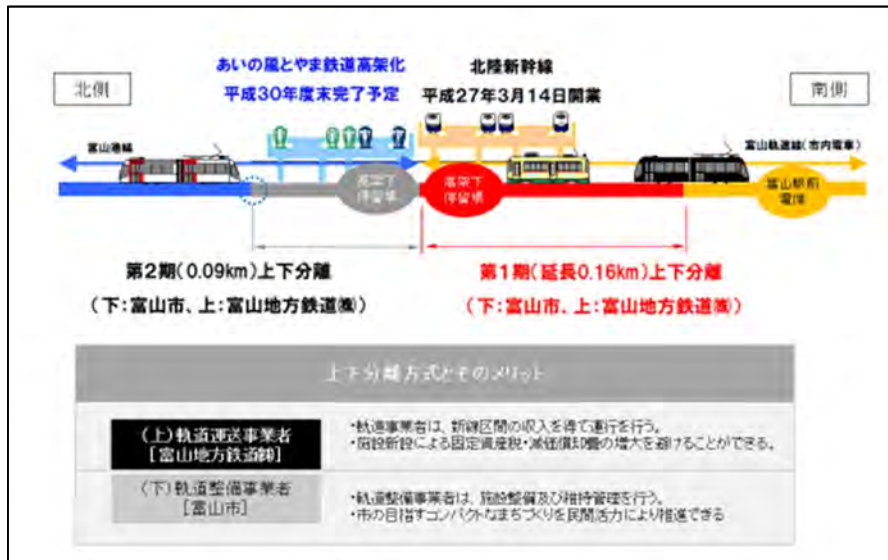 あいの風とやま鉄道高架化
平成30年度末完了予定
北陸新幹線
平成27年3月14日開業
北側
南側
富山港線
富山軌道線(市内電車)
高架下
停留場
高架下
停留場
富山駅前
電停
第2期(0.09km)上下分離
(下:富山市、上:富山地方鉄道㈱)
第1期(延長0.16km)上下分離
(下:富山市、上:富山地方鉄道㈱)
上下分離方式とそのメリット
(上)軌道運送事業者
[富山地方鉄道㈱]
・軌道事業者は、新線区間の収入を得て運行を行う。
・施設新設による固定資産税・減価償却費の増大を避けることができる。
(下)軌道整備事業者
[富山市]
・軌道整備事業者は、施設整備及び維持管理を行う。
・市の目指すコンパクトなまちづくりを民間活力により推進できる